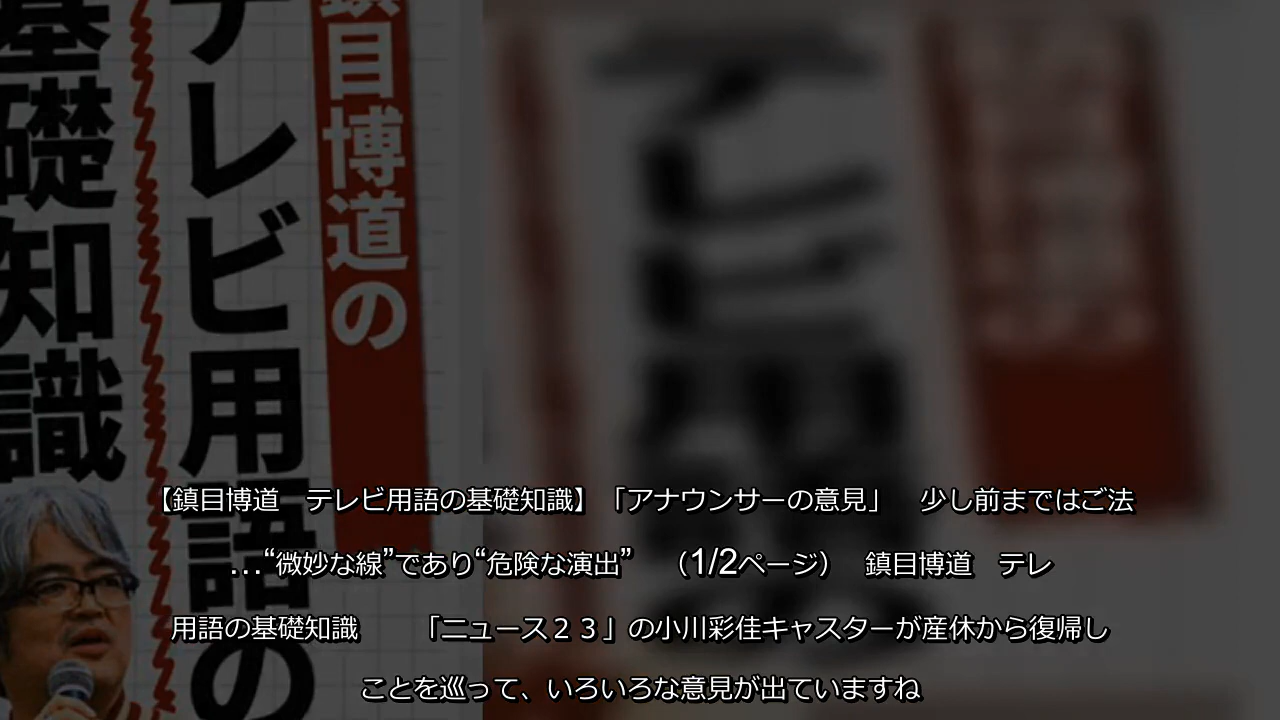 鎮目博道の
テレビ用語の
基礎知識
【鎮目博道　テレビ用語の基礎知識】「アナウンサーの意見」　少し前まではご法
…“微妙な線”であり“危険な演出”　（1/2ページ）　鎮目博道　テレ
用語の基礎知識　　　「ニュース２３」の小川彩佳キャスターが産休から復帰し
ことを巡って、いろいろな意見が出ていますね